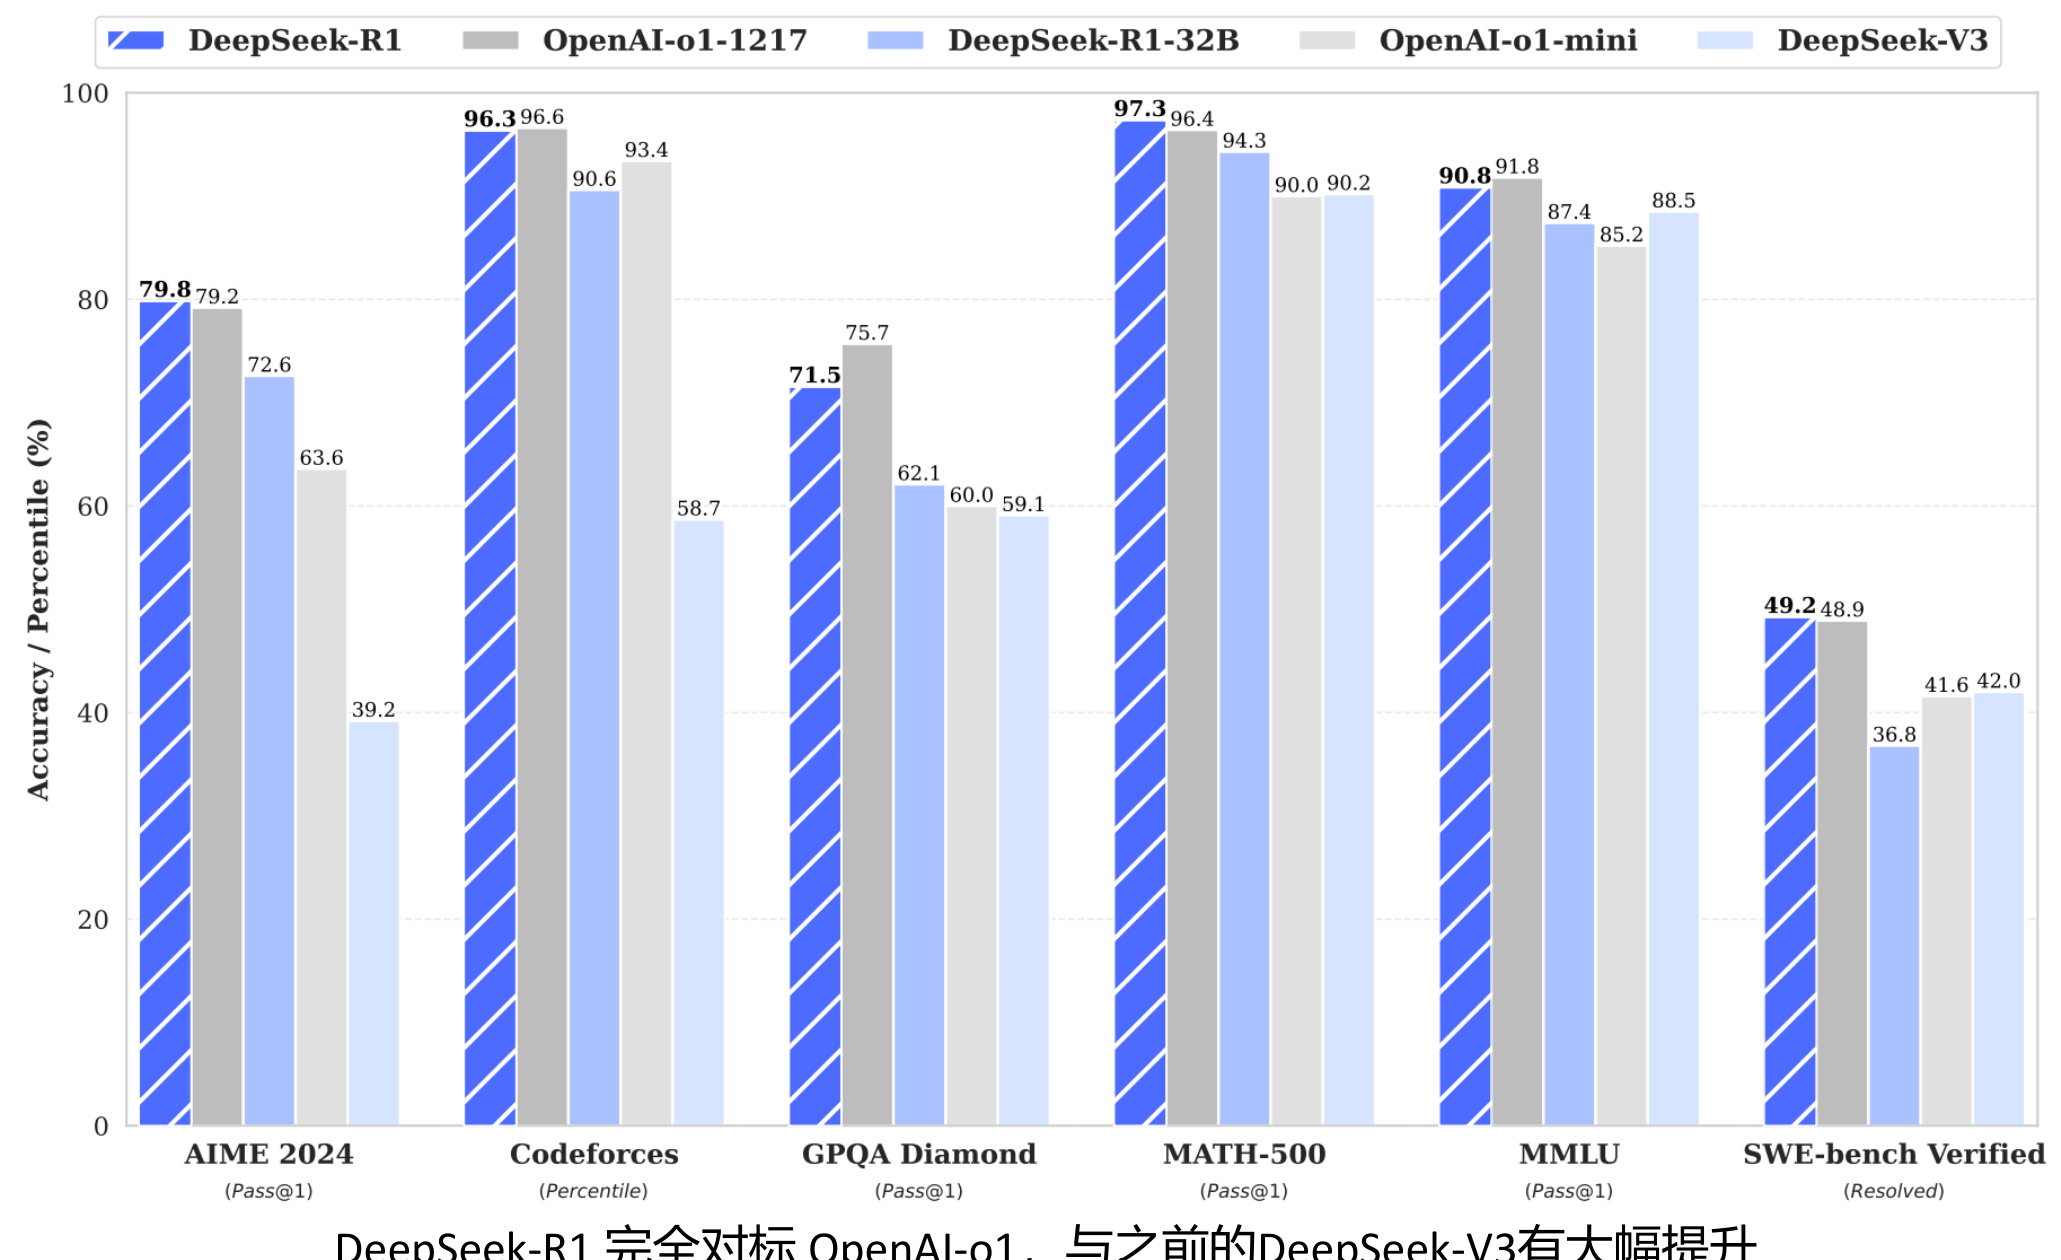 DeepSeek-R1 OpenAI-o1-1217 DeepSeek-R1-32B OpenAI-o1-mini DeepSeek-V3
Accuracy / Percentile (%)
100
80
60
40
20
0
79.8 79.2 72.6 63.6 39.2
96.3 96.6 90.6 93.4 58.7
71.5 75.7 62.1 60.0 59.1
97.3 96.4 94.3 90.0 90.2
90.8 91.8 87.4 85.2 88.5
49.2 48.9 36.8 41.6 42.0
AIME 2024 Codeforces GPQA Diamond MATH-500 MMLU SWE-bench Verified
(Pass@1) (Percentile) (Pass@1) (Pass@1) (Pass@1) (Resolved)
DeepSeek-R1 完全对标 OpenAI-o1，与之前的DeepSeek-V3有大幅提升